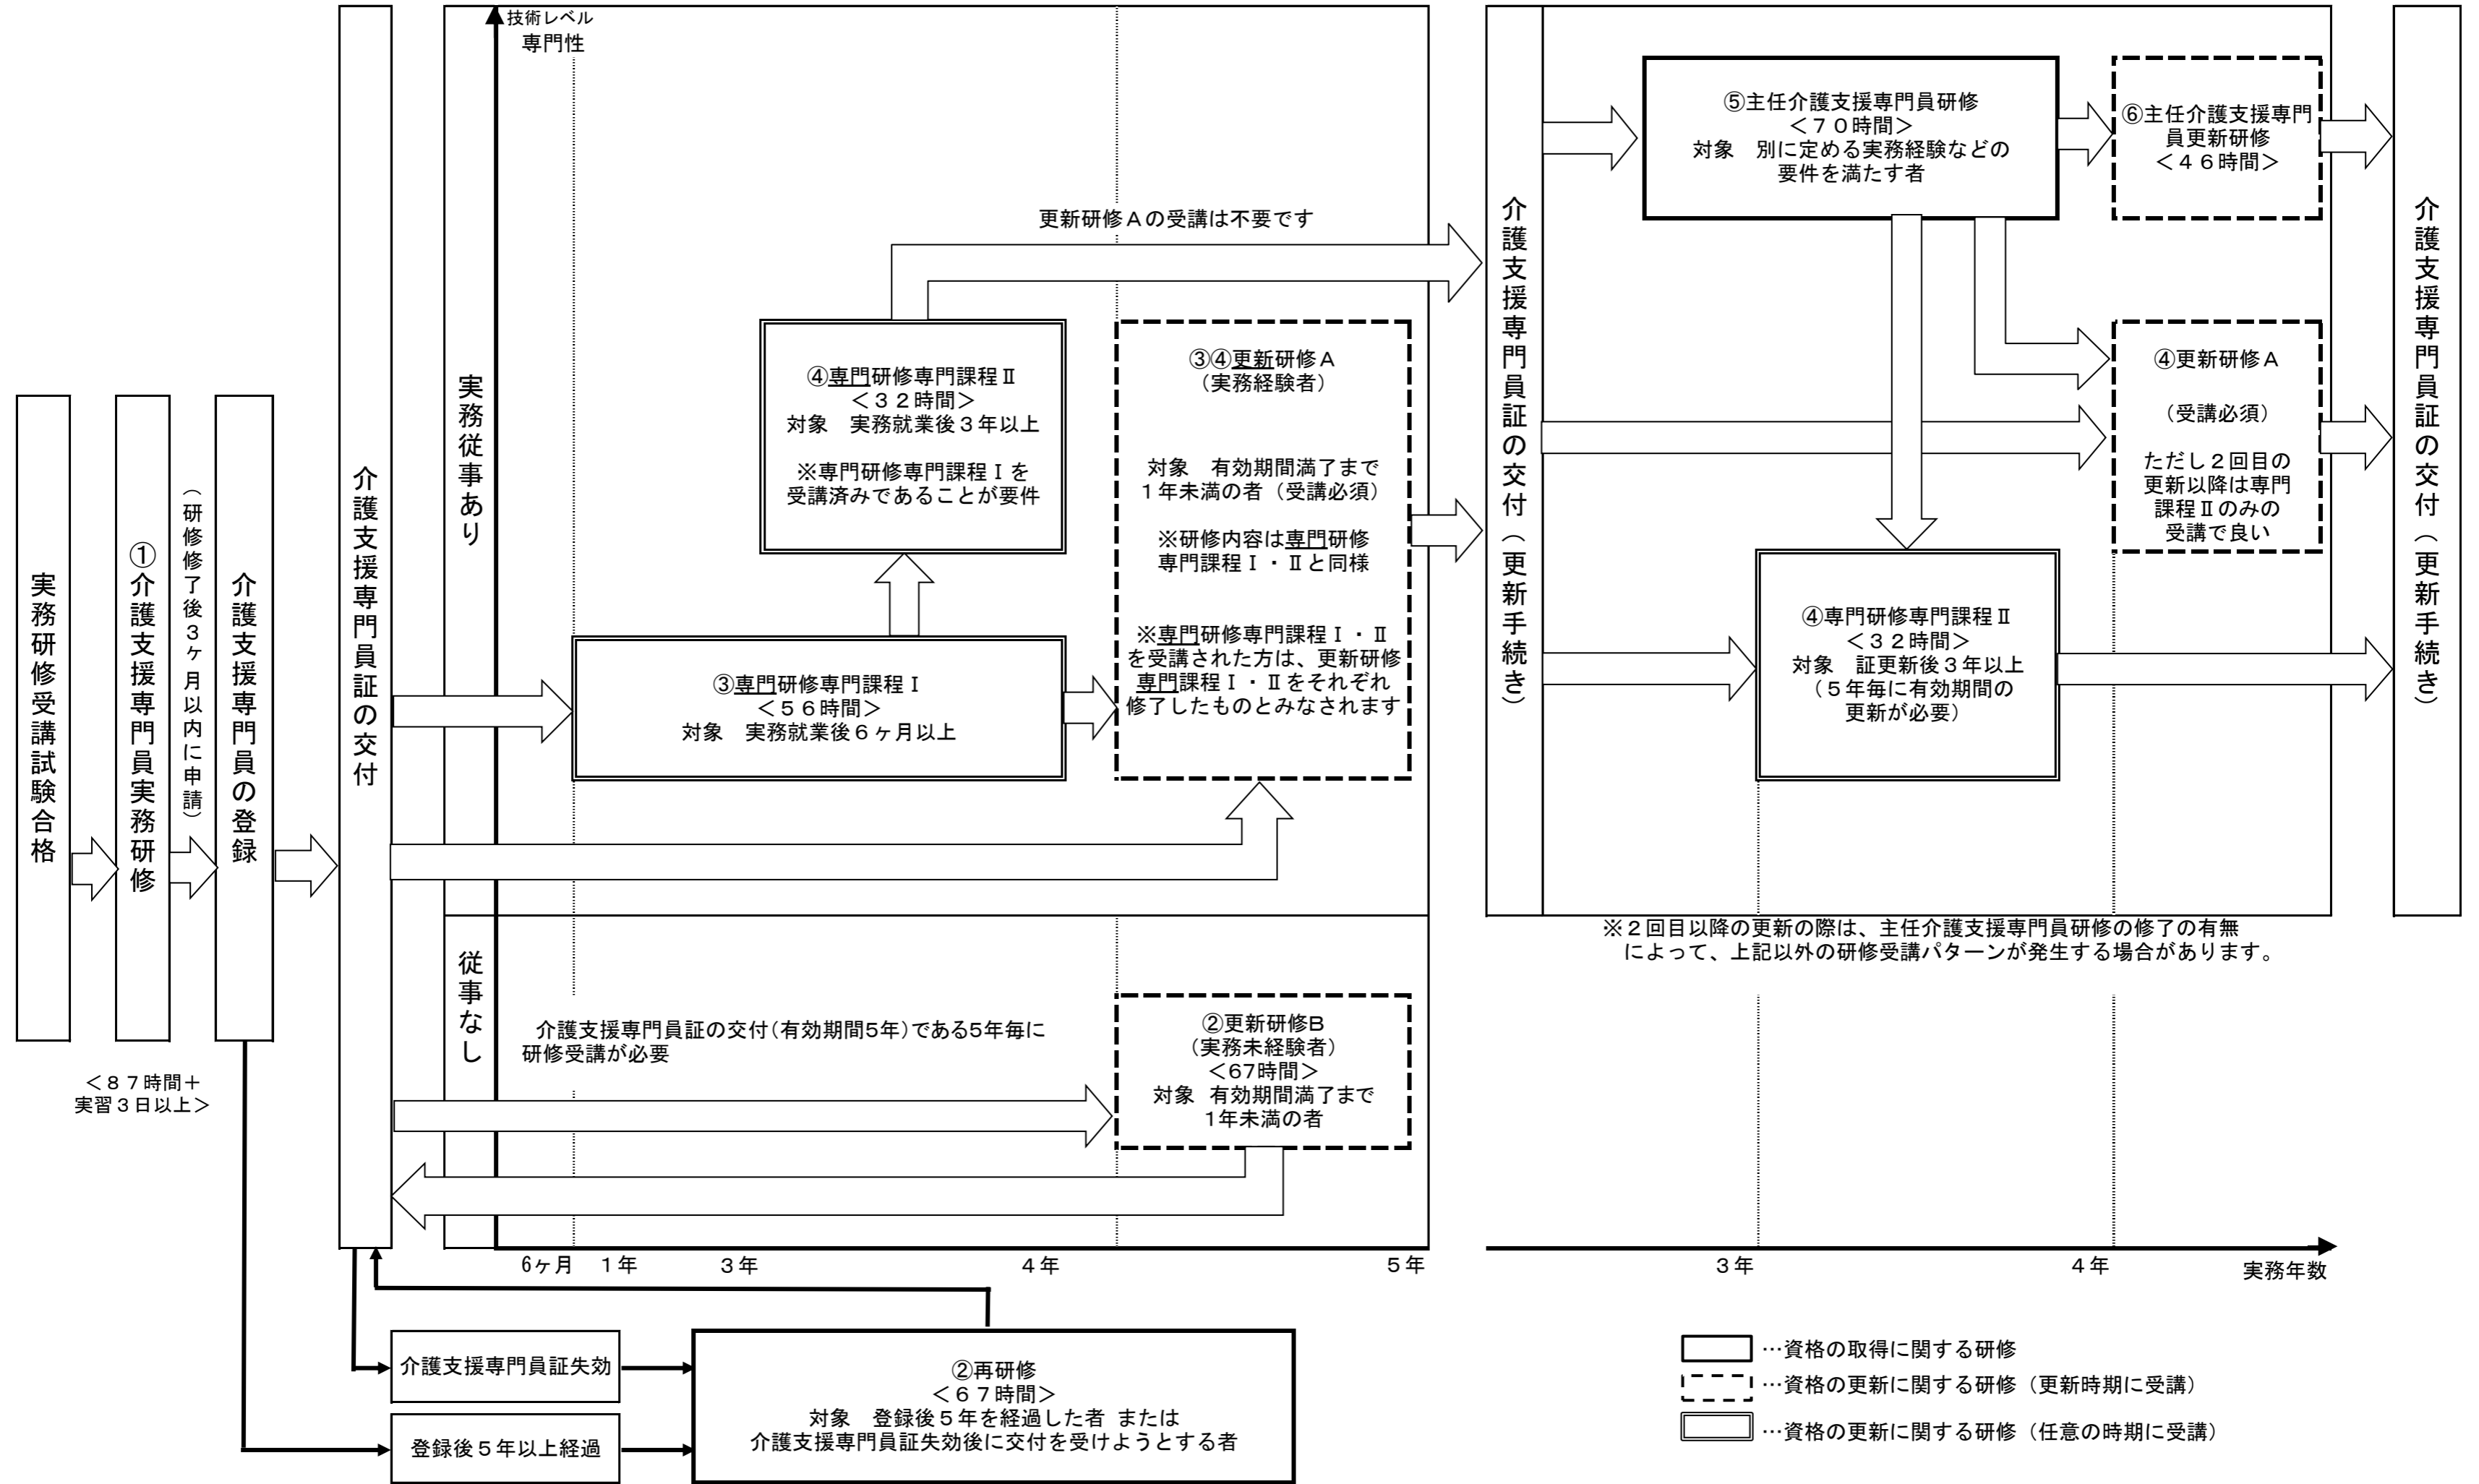 実務研修受講試験合格
①介護支援専門員実務研修
（研修修了後３ヶ月以内に申請）
介護支援専門員の登録
＜８７時間＋
実習３日以上＞
介護支援専門員証の交付
実務従事あり
従事なし
技術レベル
専門性
更新研修Ａの受講は不要です
④専門研修専門課程Ⅱ
＜３２時間＞
対象　実務就業後３年以上
※専門研修専門課程Ⅰを
受講済みであることが要件
③専門研修専門課程Ⅰ
＜５６時間＞
対象　実務就業後６ヶ月以上
③④更新研修Ａ
（実務経験者）
対象　有効期間満了まで
１年未満の者（受講必須）
※研修内容は専門研修
専門課程Ⅰ・Ⅱと同様
※専門研修専門課程Ⅰ・Ⅱ
を受講された方は、更新研修
専門課程Ⅰ・Ⅱをそれぞれ
修了したものとみなされます
介護支援専門員証の交付(有効期間5年)である5年毎に
研修受講が必要
②更新研修B
（実務未経験者）
＜67時間＞
対象　有効期間満了まで
1年未満の者
6ヶ月
１年
３年
４年
５年
介護支援専門員証の交付（更新手続き）
⑤主任介護支援専門員研修
＜７０時間＞
対象　別に定める実務経験などの
要件を満たす者
⑥主任介護支援専門
員更新研修
＜４６時間＞
④更新研修Ａ
（受講必須）
ただし２回目の
更新以降は専門
課程Ⅱのみの
受講で良い
④専門研修専門課程Ⅱ
＜３２時間＞
対象　証更新後３年以上
（５年毎に有効期間の
更新が必要）
介護支援専門員証の交付（更新手続き）
※２回目以降の更新の際は、主任介護支援専門員研修の修了の有無
によって、上記以外の研修受講パターンが発生する場合があります。
３年
４年
実務年数
介護支援専門員証失効
登録後５年以上経過
②再研修
＜６７時間＞
対象　登録後５年を経過した者 または
介護支援専門員証失効後に交付を受けようとする者
…資格の取得に関する研修
…資格の更新に関する研修（更新時期に受講）
…資格の更新に関する研修（任意の時期に受講）